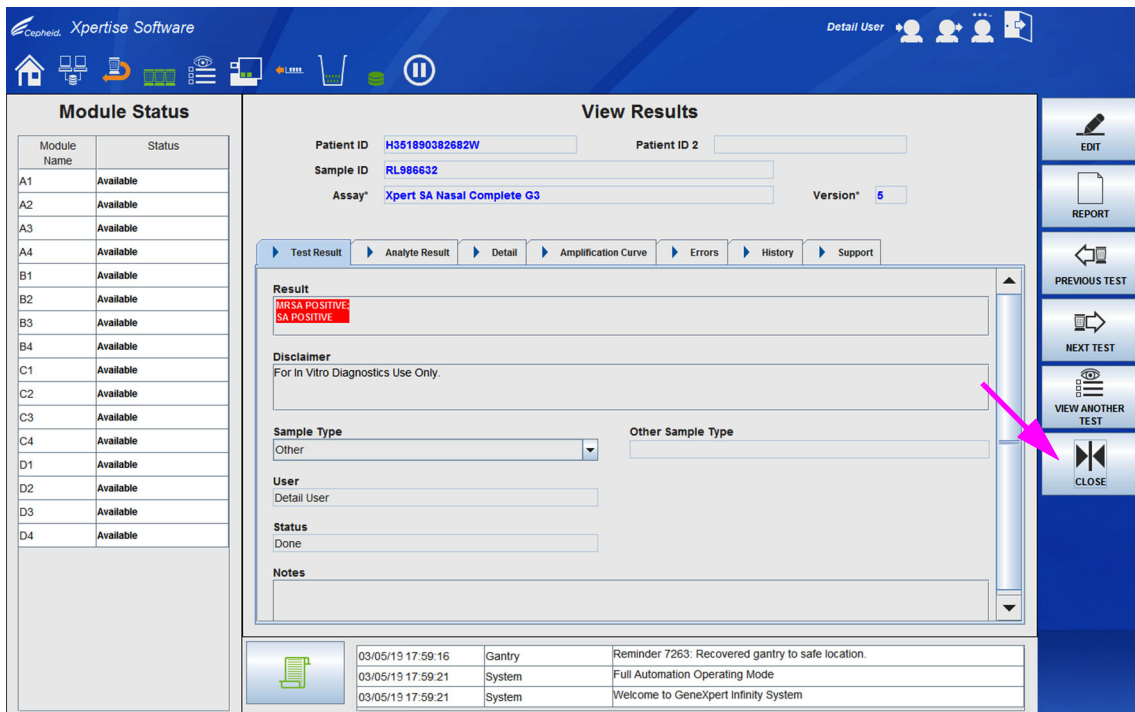 Cepheid. Xpertise Software
Detail User
Module Status
Module Name Status
A1 Available
A2 Available
A3 Available
A4 Available
B1 Available
B2 Available
B3 Available
B4 Available
C1 Available
C2 Available
C3 Available
C4 Available
D1 Available
D2 Available
D3 Available
D4 Available
View Results
Patient ID H351890382682W Patient ID 2
Sample ID RL986632
Assay* Xpert SA Nasal Complete G3 Version* 5
Test Result Analyte Result Detail Amplification Curve Errors History Support
Result
MRSA POSITIVE;
SA POSITIVE
Disclaimer
For In Vitro Diagnostics Use Only.
Sample Type Other Sample Type
Other
User
Detail User
Status
Done
Notes
03/05/19 17:59:16 Gantry Reminder 7263: Recovered gantry to safe location.
03/05/19 17:59:21 System Full Automation Operating Mode
03/05/19 17:59:21 System Welcome to GeneXpert Infinity System
EDIT
REPORT
PREVIOUS TEST
NEXT TEST
VIEW ANOTHER
TEST
CLOSE